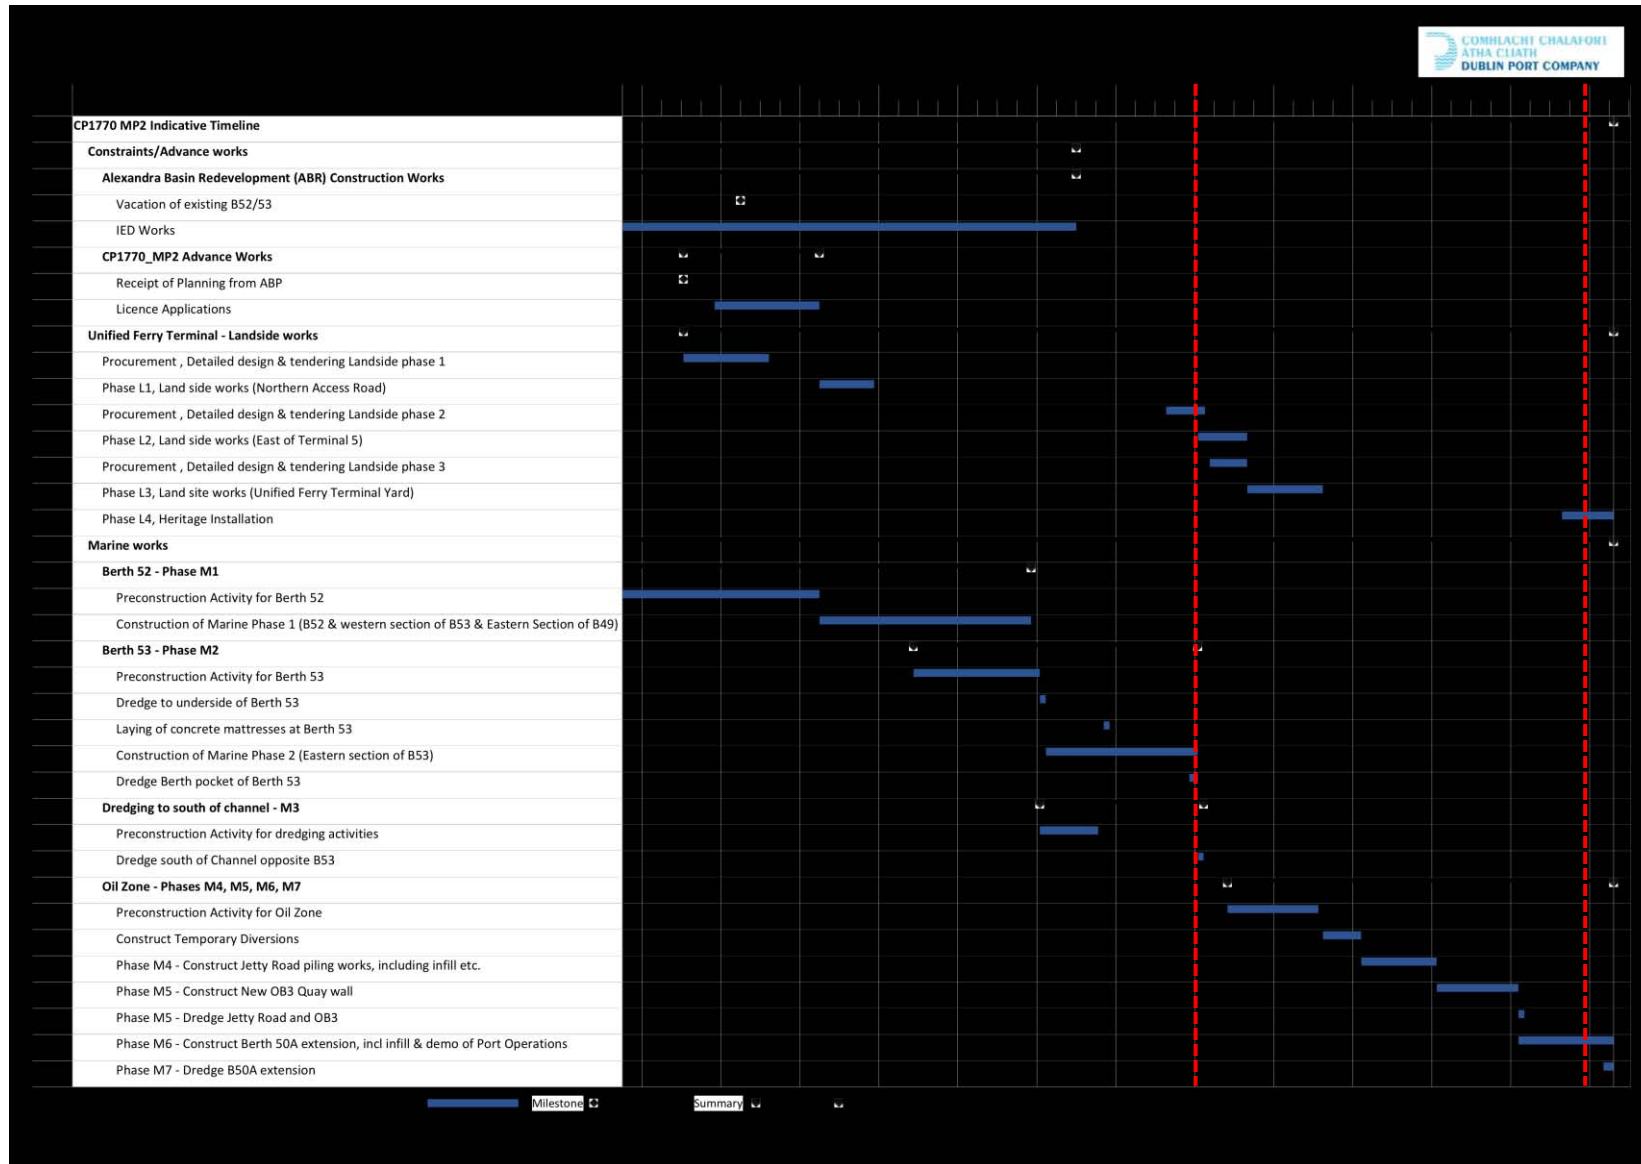 COMHLACHT CHALAFORT
ÁTHA CLIATH
DUBLIN PORT COMPANY
CP1770 MP2 Indicative Timeline
Constraints/Advance works
Alexandra Basin Redevelopment (ABR) Construction Works
Vacation of existing B52/53
IED Works
CP1770_MP2 Advance Works
Receipt of Planning from ABP
Licence Applications
Unified Ferry Terminal - Landside works
Procurement , Detailed design & tendering Landside phase 1
Phase L1, Land side works (Northern Access Road)
Procurement , Detailed design & tendering Landside phase 2
Phase L2, Land side works (East of Terminal 5)
Procurement , Detailed design & tendering Landside phase 3
Phase L3, Land site works (Unified Ferry Terminal Yard)
Phase L4, Heritage Installation
Marine works
Berth 52 - Phase M1
Preconstruction Activity for Berth 52
Construction of Marine Phase 1 (B52 & western section of B53 & Eastern Section of B49)
Berth 53 - Phase M2
Preconstruction Activity for Berth 53
Dredge to underside of Berth 53
Laying of concrete mattresses at Berth 53
Construction of Marine Phase 2 (Eastern section of B53)
Dredge Berth pocket of Berth 53
Dredging to south of channel - M3
Preconstruction Activity for dredging activities
Dredge south of Channel opposite B53
Oil Zone - Phases M4, M5, M6, M7
Preconstruction Activity for Oil Zone
Construct Temporary Diversions
Phase M4 - Construct Jetty Road piling works, including infill etc.
Phase M5 - Construct New OB3 Quay wall
Phase M5 - Dredge Jetty Road and OB3
Phase M6 - Construct Berth 50A extension, incl infill & demo of Port Operations
Phase M7 - Dredge B50A extension
Milestone Summary